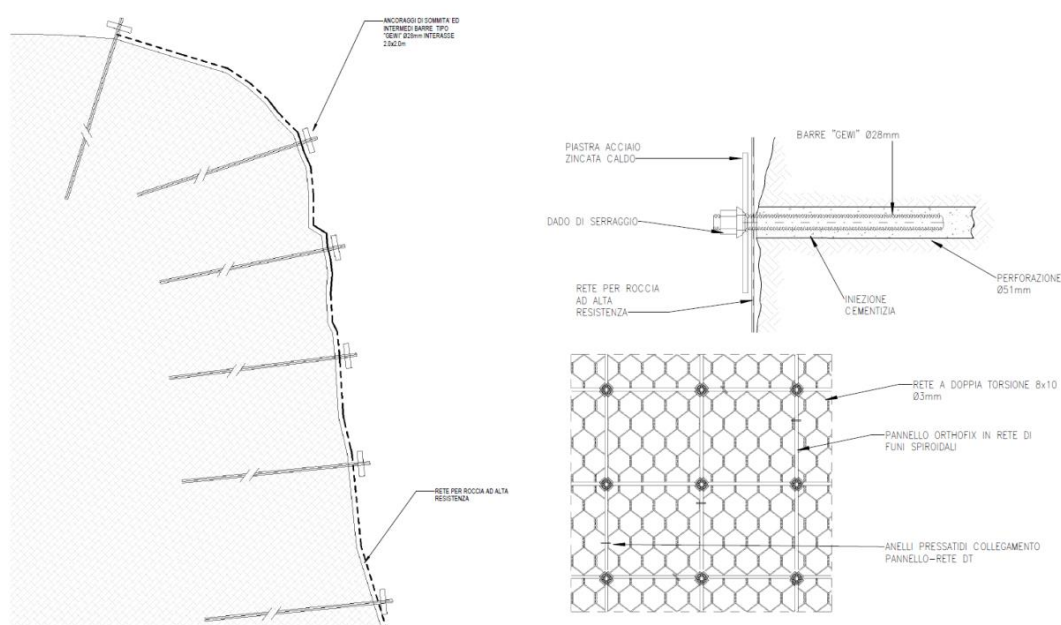 ANCORAGGI DI SOMMITA' ED
INTERMEDI BARRE TIPO
"GEWI" Ø28mm INTERASSE
2.0x2.0m
RETE PER ROCCIA AD ALTA
RESISTENZA
BARRE "GEWI" Ø28mm
PIASTRA ACCIAIO
ZINCATA CALDO
DADO DI SERRAGGIO
RETE PER ROCCIA
AD ALTA
RESISTENZA
INIEZIONE
CEMENTIZIA
PERFORAZIONE
Ø51mm
RETE A DOPPIA TORSIONE 8x10
Ø3mm
PANNELLO ORTHOFIX IN RETE DI
FUNI SPIROIDALI
ANELLI PRESSATIDI COLLEGAMENTO
PANNELLO-RETE DT